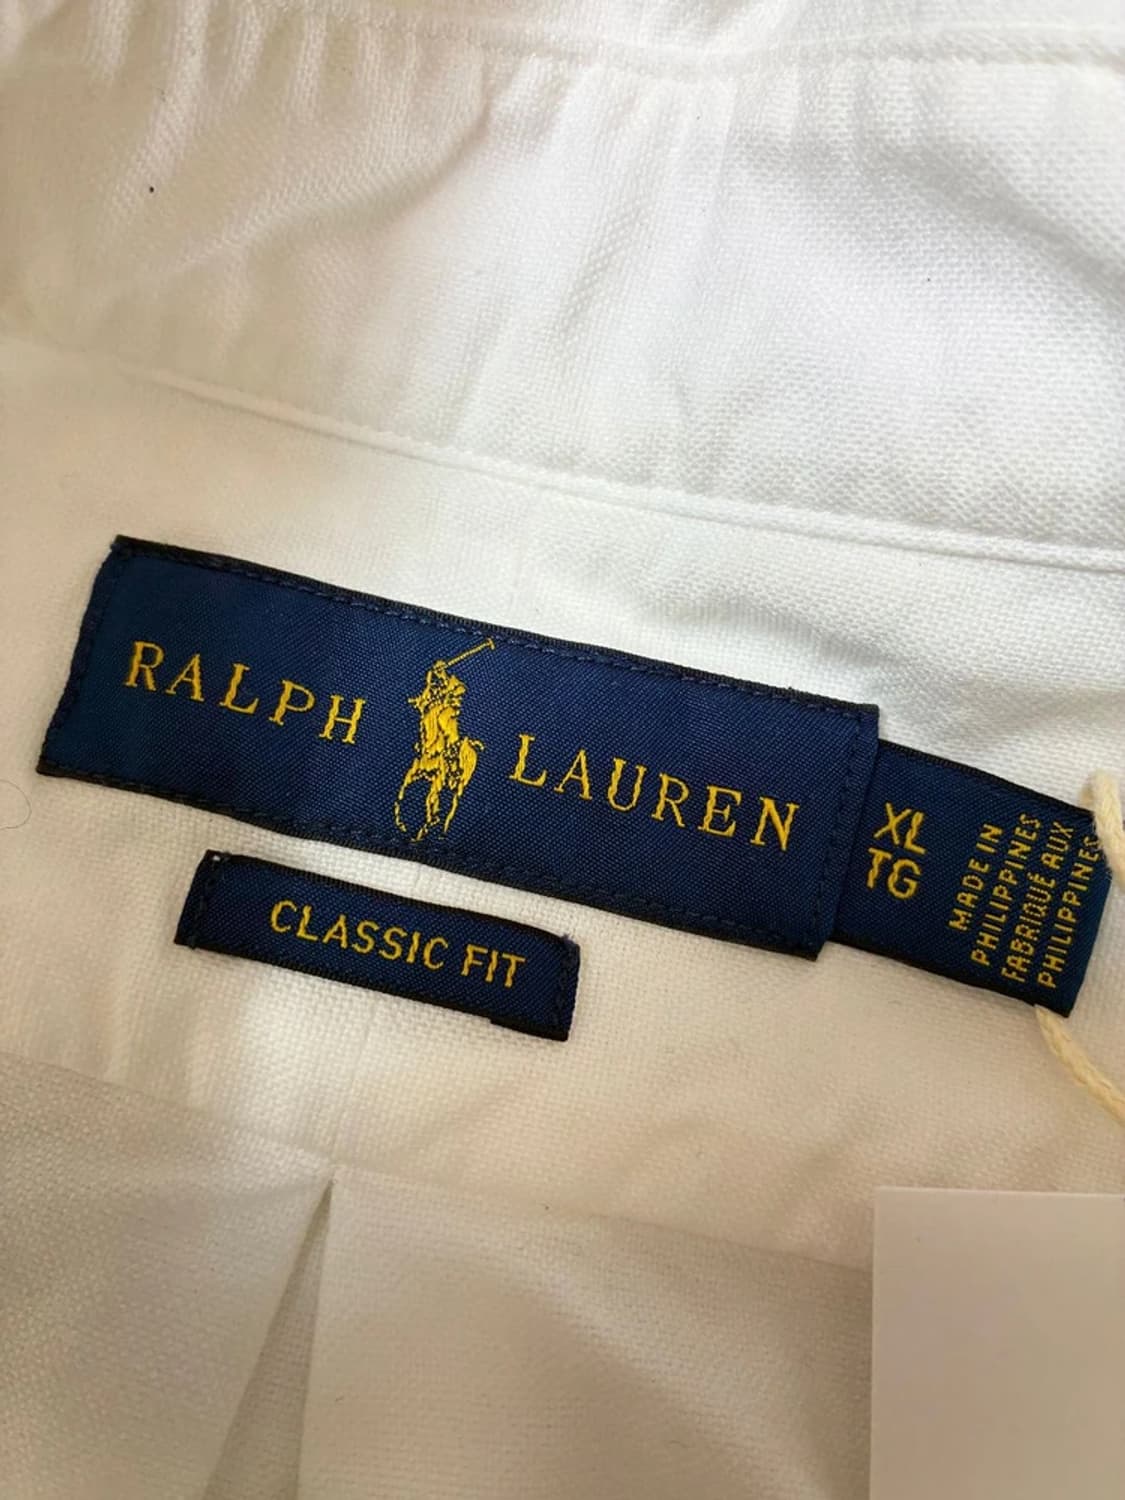 RALPH LAUREN
XL
TG
MADE IN
PHILIPPINES
FABRIQUÉ AUX
PHILIPPINES
CLASSIC FIT